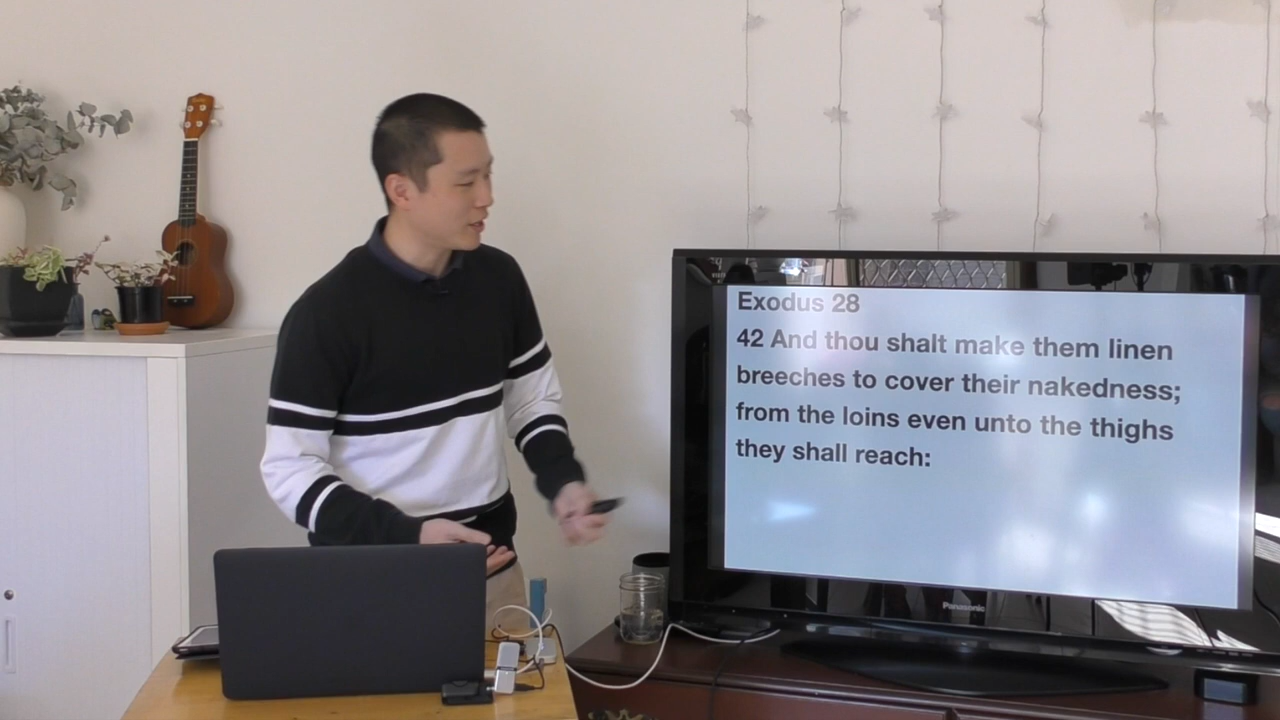 Exodus 28
42 And thou shalt make them linen
breeches to cover their nakedness;
from the loins even unto the thighs
they shall reach:
Panasonic